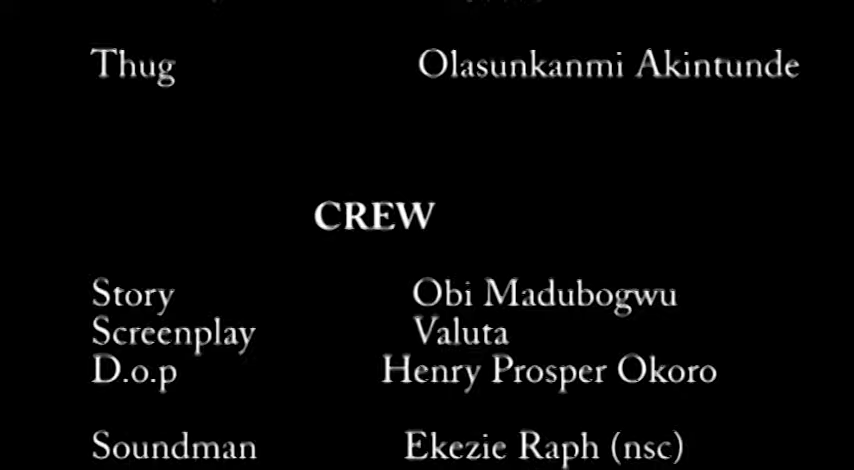 Thug Olasunkanmi Akintunde
CREW
Story Obi Madubogwu
Screenplay Valuta
D.o.p Henry Prosper Okoro
Soundman Ekezie Raph (nsc)